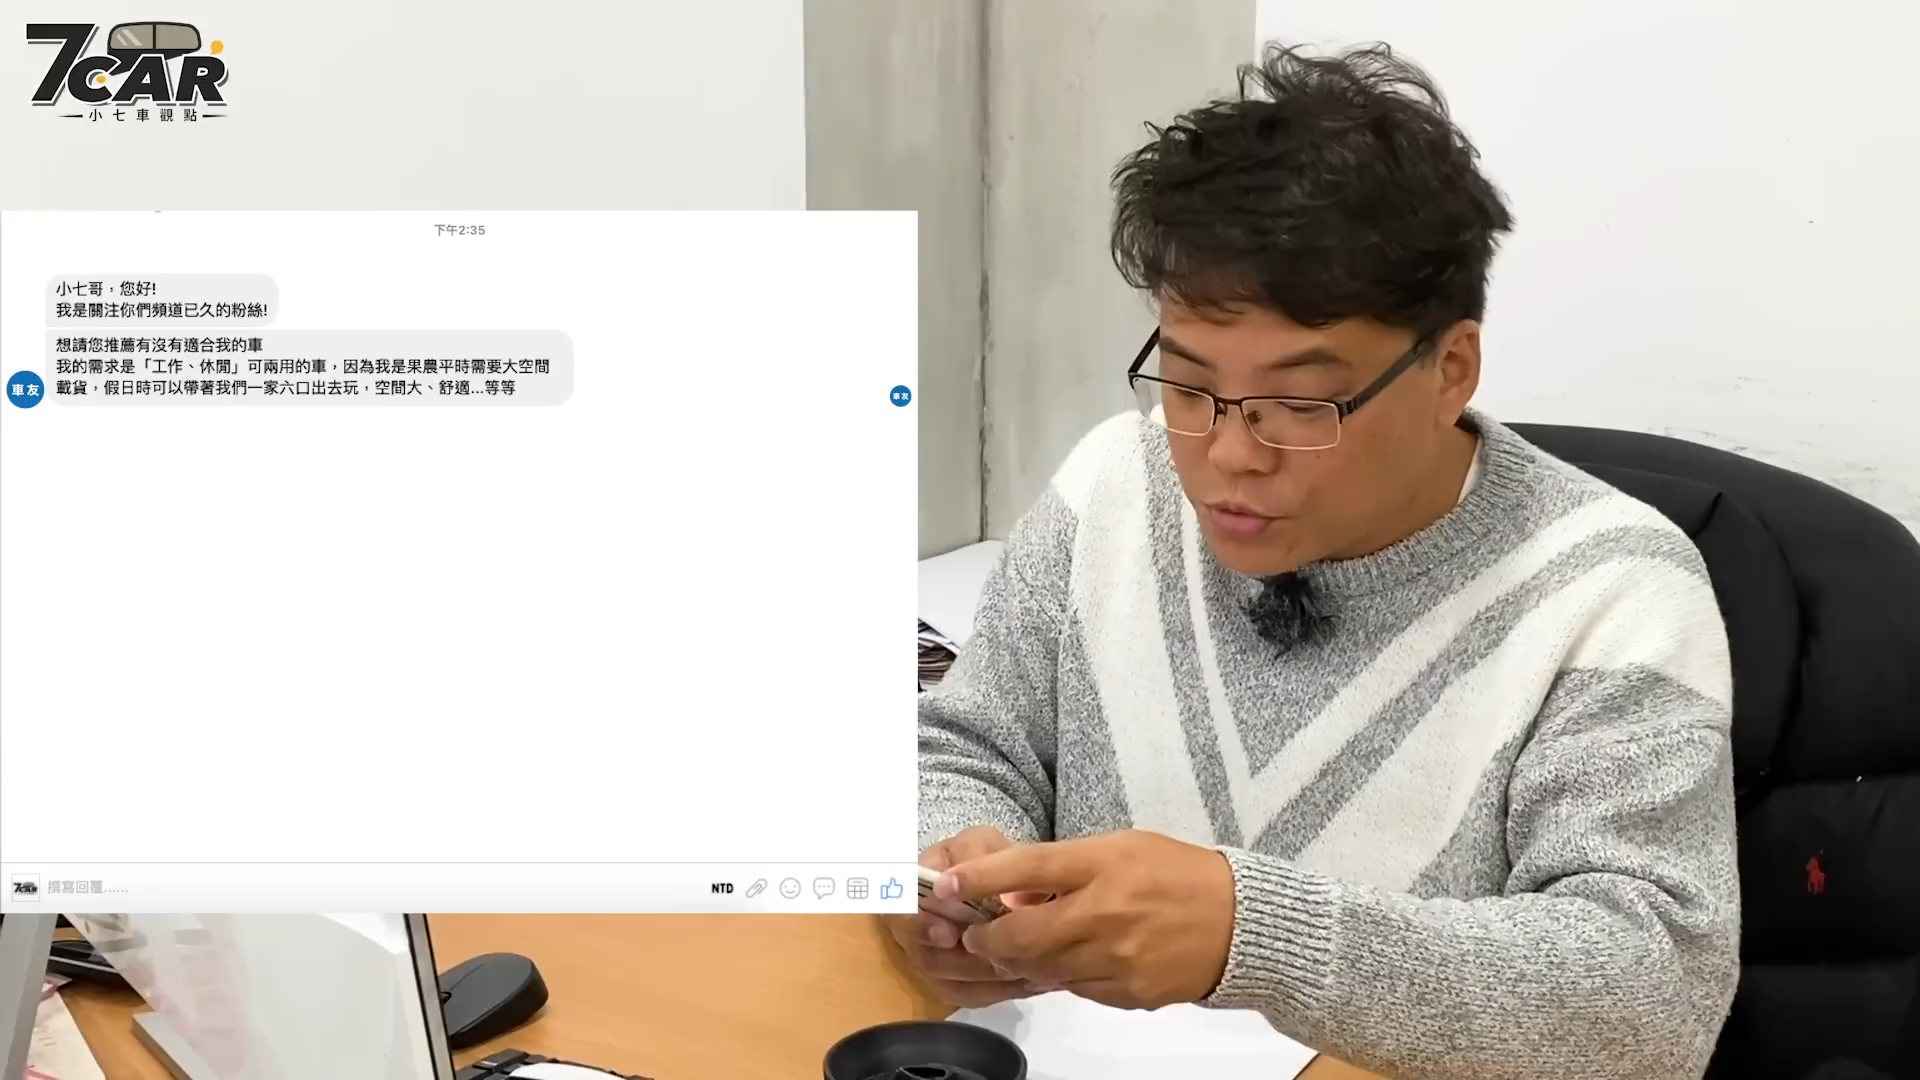 7CAR
小七車觀點
下午2:35
小七哥，您好!
我是關注你們頻道已久的粉絲!
想請您推薦有沒有適合我的車
我的需求是「工作、休閒」可兩用的車，因為我是果農平時需要大空間
載貨，假日時可以帶著我們一家六口出去玩，空間大、舒適...等等
車友
車友
7CAR
撰寫回覆......
NTD